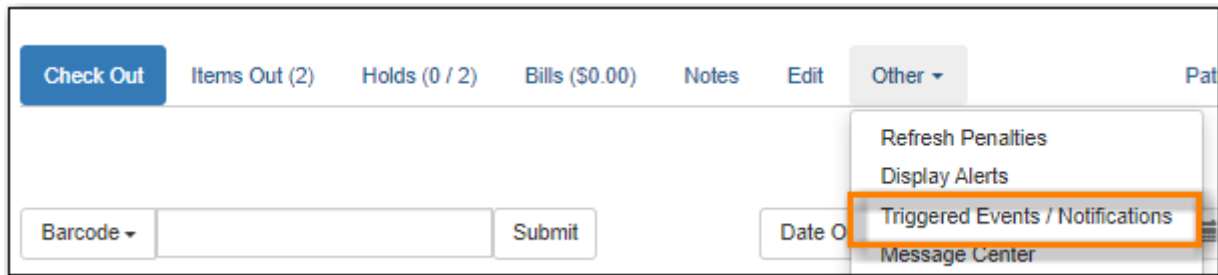 Check Out Items Out (2) Holds (0 / 2) Bills ($0.00) Notes Edit Other
Refresh Penalties
Display Alerts
Triggered Events / Notifications
Barcode Submit Date
Message Center